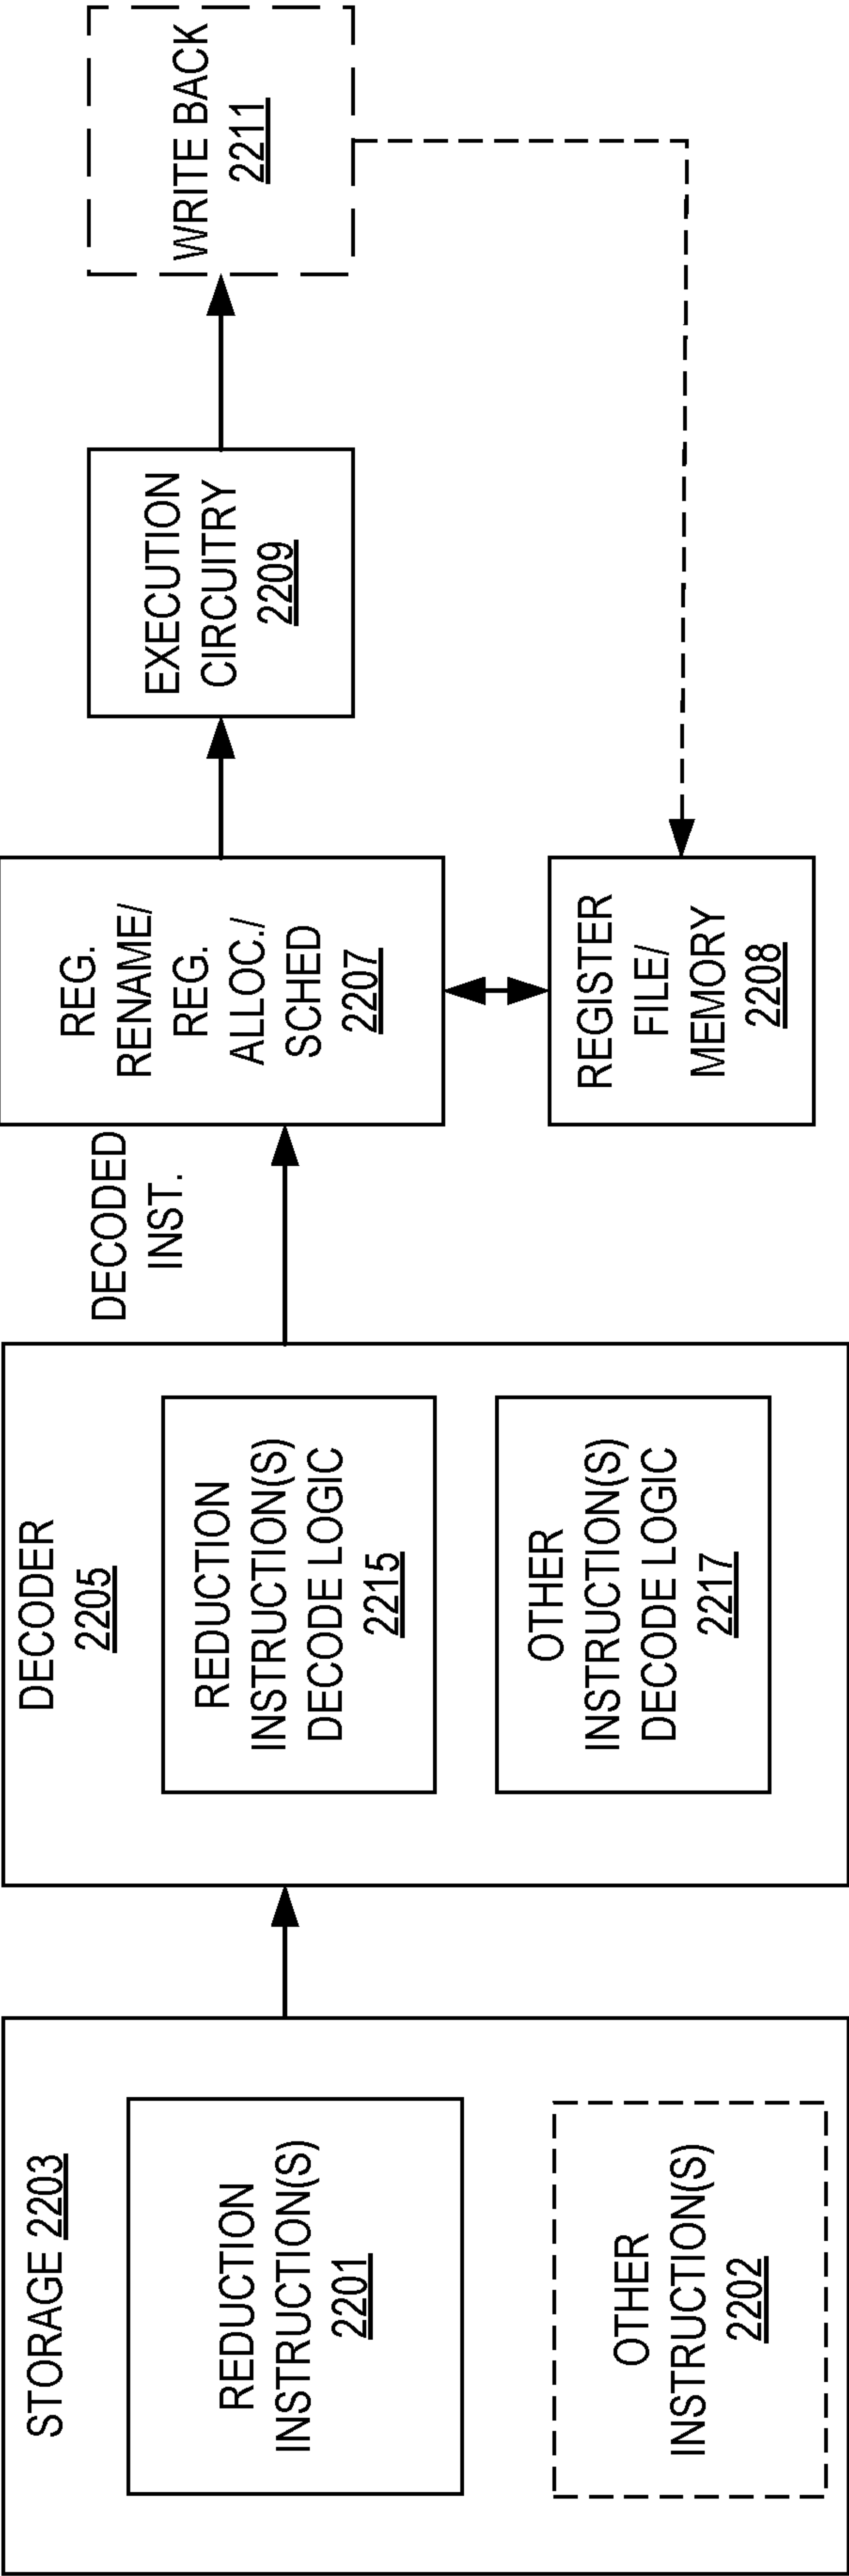 STORAGE 2203
REDUCTION
INSTRUCTION(S)
2201
OTHER
INSTRUCTION(S)
2202
DECODER
2205
REDUCTION
INSTRUCTION(S)
DECODE LOGIC
2215
OTHER
INSTRUCTION(S)
DECODE LOGIC
2217
DECODED
INST.
REG.
RENAME/
REG.
ALLOC./
SCHED
2207
REGISTER
FILE/
MEMORY
2208
EXECUTION
CIRCUITRY
2209
WRITE BACK
2211